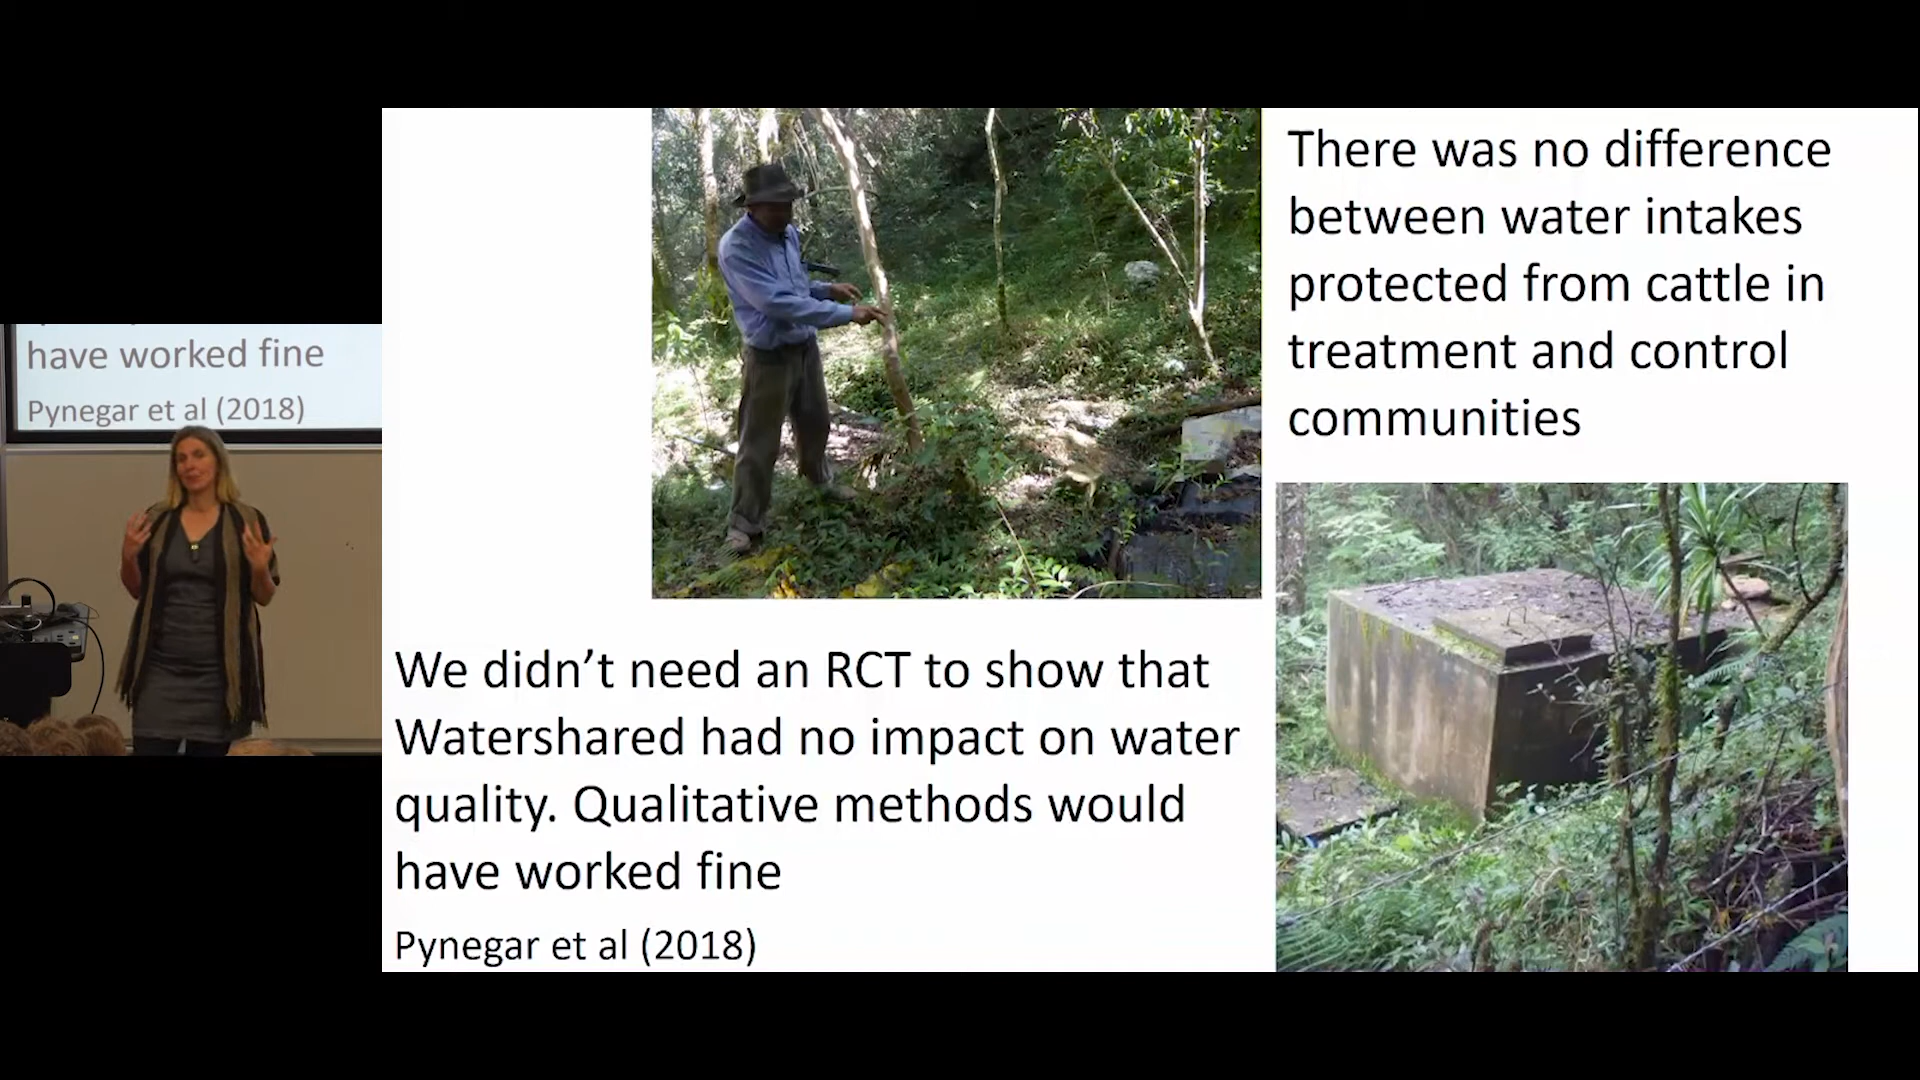 have worked fine
Pynegar et al (2018)
There was no difference
between water intakes
protected from cattle in
treatment and control
communities
We didn't need an RCT to show that
Watershared had no impact on water
quality. Qualitative methods would
have worked fine
Pynegar et al (2018)